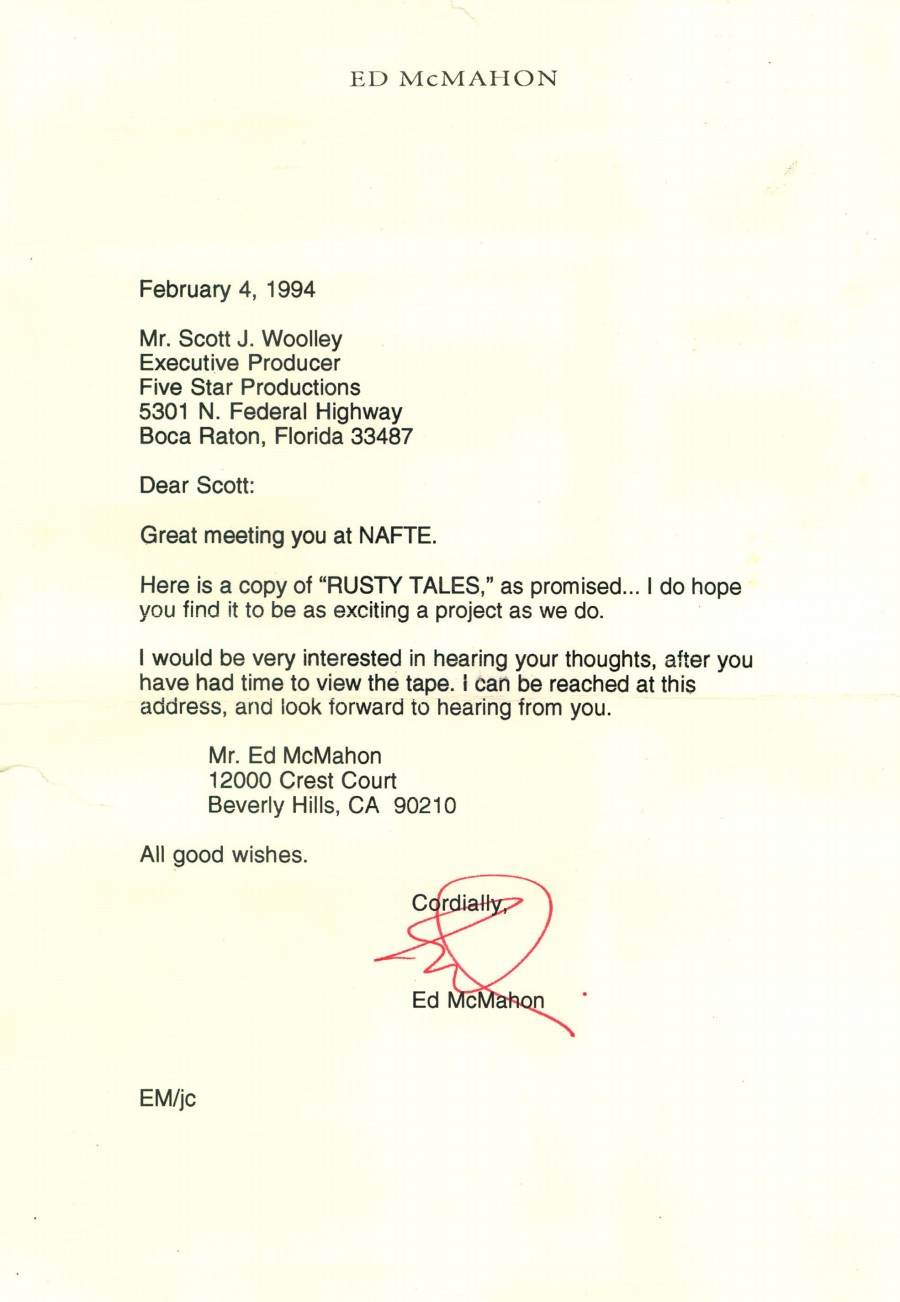 ED McMAHON
February 4, 1994
Mr. Scott J. Woolley
Executive Producer
Five Star Productions
5301 N. Federal Highway
Boca Raton, Florida 33487
Dear Scott:
Great meeting you at NAFTE.
Here is a copy of “RUSTY TALES,” as promised... I do hope
you find it to be as exciting a project as we do.
I would be very interested in hearing your thoughts, after you
have had time to view the tape. I can be reached at this
address, and look forward to hearing from you.
Mr. Ed McMahon
12000 Crest Court
Beverly Hills, CA 90210
All good wishes.
Cordially,
Ed McMahon
EM/jc